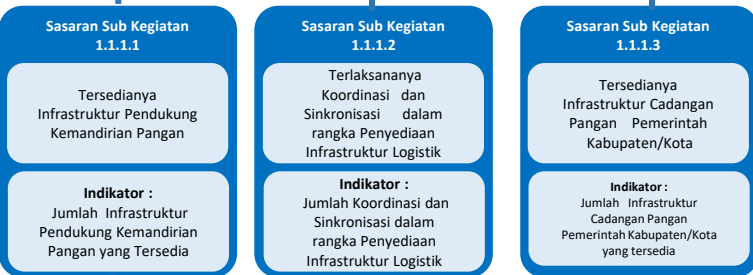 Sasaran Sub Kegiatan
1.1.1.1
Tersedianya
Infrastruktur Pendukung
Kemandirian Pangan
Indikator :
Jumlah Infrastruktur
Pendukung Kemandirian
Pangan yang Tersedia
Sasaran Sub Kegiatan
1.1.1.2
Terlaksananya
Koordinasi dan
Sinkronisasi dalam
rangka Penyediaan
Infrastruktur Logistik
Indikator :
Jumlah Koordinasi dan
Sinkronisasi dalam
rangka Penyediaan
Infrastruktur Logistik
Sasaran Sub Kegiatan
1.1.1.3
Tersedianya
Infrastruktur Cadangan
Pangan Pemerintah
Kabupaten/Kota
Indikator :
Jumlah Infrastruktur
Cadangan Pangan
Pemerintah Kabupaten/Kota
yang tersedia